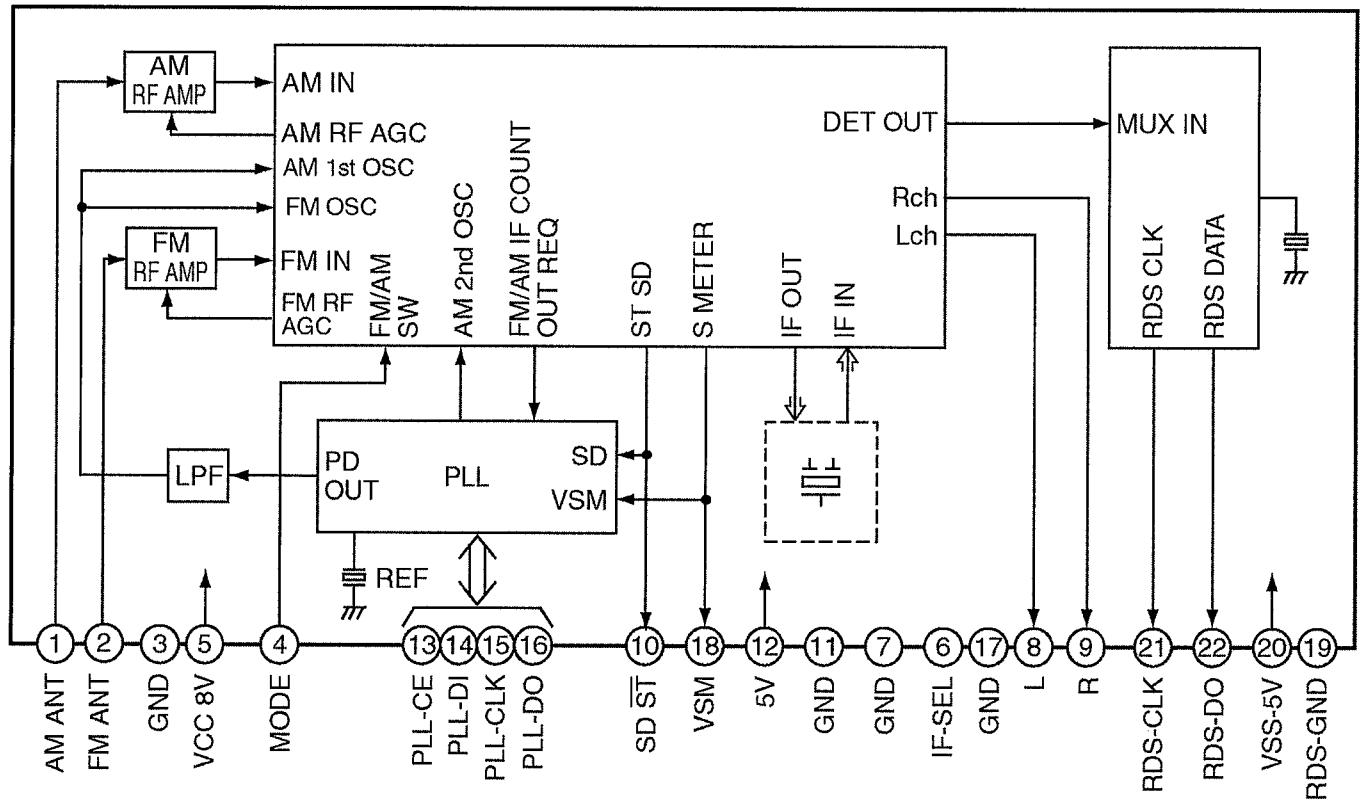 AM
RF AMP
AM IN
AM RF AGC
AM 1st OSC
FM OSC
FM
RF AMP
FM IN
FM RF
AGC
FM/AM
SW
AM 2nd OSC
FM/AM IF COUNT
OUT REQ
ST SD
S METER
IF OUT
IF IN
DET OUT
Rch
Lch
MUX IN
RDS CLK
RDS DATA
LPF
PD
OUT
PLL
SD
VSM
REF
1
2
3
5
4
13
14
15
16
10
18
12
11
7
6
17
8
9
21
22
20
19
AM ANT
FM ANT
GND
VCC 8V
MODE
PLL-CE
PLL-DI
PLL-CLK
PLL-DO
SD S̅T̅
VSM
5V
GND
GND
IF-SEL
GND
L
R
RDS-CLK
RDS-DO
VSS-5V
RDS-GND